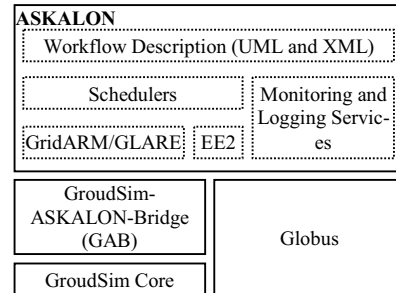 ASKALON
Workflow Description (UML and XML)
Schedulers
GridARM/GLARE
EE2
Monitoring and
Logging Servic-
es
GroudSim-
ASKALON-Bridge
(GAB)
GroudSim Core
Globus